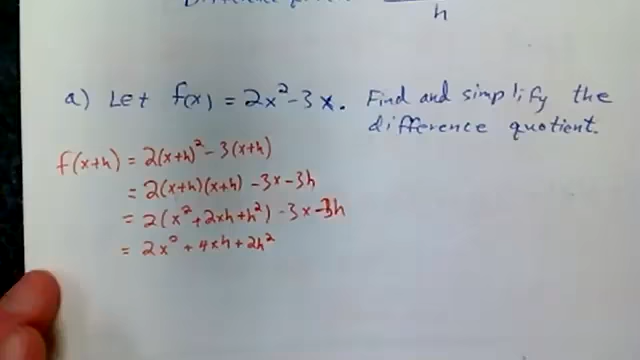 h
a) Let f(x) = 2x² - 3x. Find and simplify the
difference quotient.
f(x+h) = 2(x+h)² - 3(x+h)
= 2(x+h)(x+h) - 3x - 3h
= 2(x² + 2xh + h²) - 3x - 3h
= 2x² + 4xh + 2h²